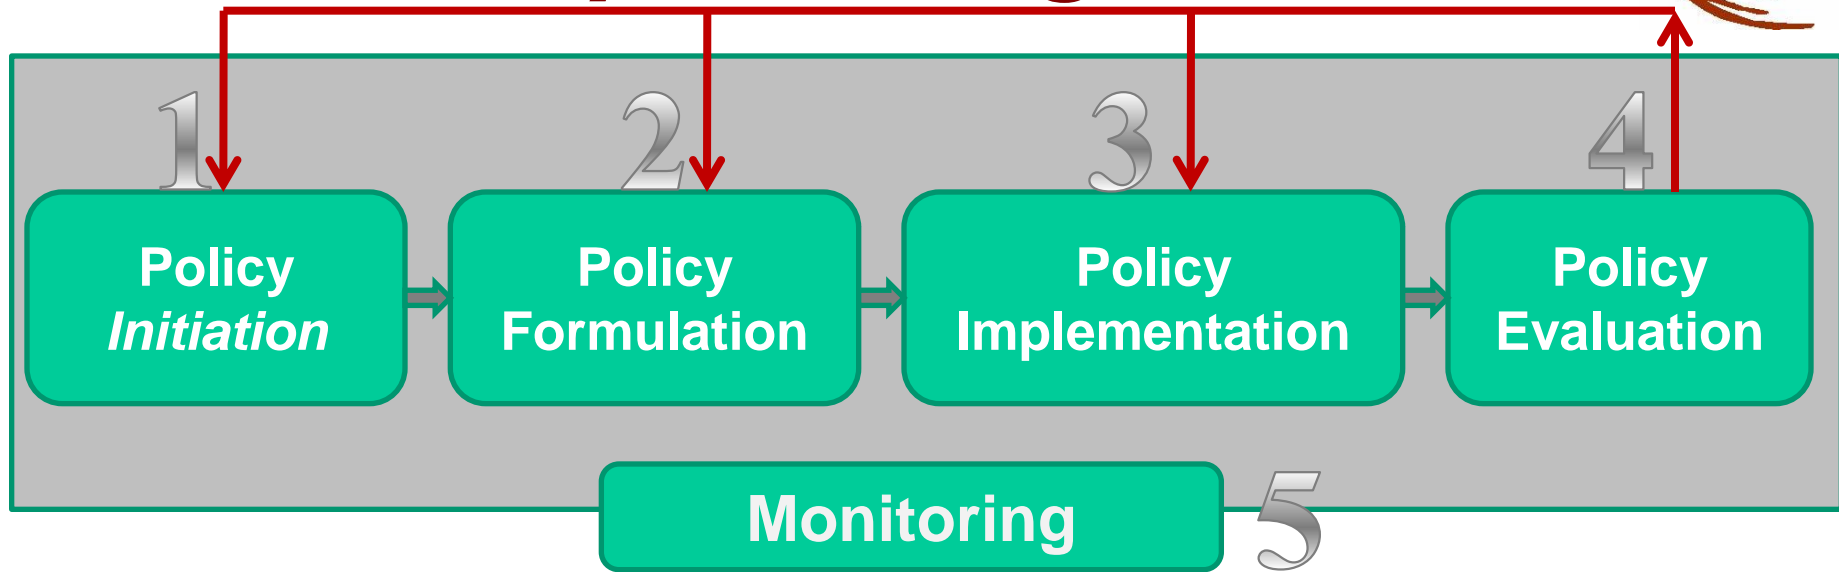 1
2
3
4
Policy
Initiation
Policy
Formulation
Policy
Implementation
Policy
Evaluation
Monitoring
5